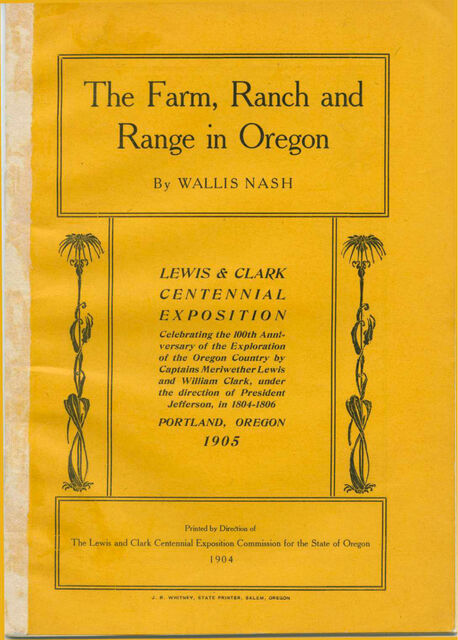 The Farm, Ranch and
Range in Oregon
By WALLIS NASH
LEWIS & CLARK
CENTENNIAL
EXPOSITION
Celebrating the 100th Anni-
versary of the Exploration
of the Oregon Country by
Captains Meriwether Lewis
and William Clark, under
the direction of President
Jefferson, in 1804-1806
PORTLAND, OREGON
1905
Printed by Direction of
The Lewis and Clark Centennial Exposition Commission for the State of Oregon
1904
J. R. WHITNEY, STATE PRINTER, SALEM, OREGON